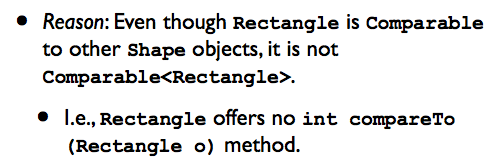 • Reason: Even though Rectangle is Comparable
to other Shape objects, it is not
Comparable<Rectangle>.
• I.e., Rectangle offers no int compareTo
(Rectangle o) method.